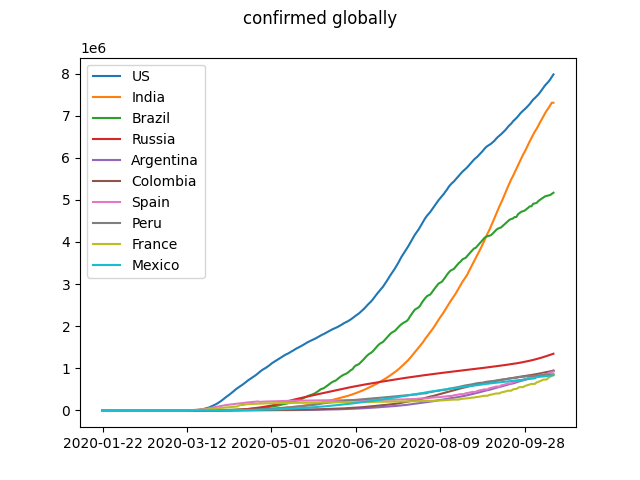 confirmed globally
1e6
8
7
6
5
4
3
2
1
0
US
India
Brazil
Russia
Argentina
Colombia
Spain
Peru
France
Mexico
2020-01-22 2020-03-12 2020-05-01 2020-06-20 2020-08-09 2020-09-28